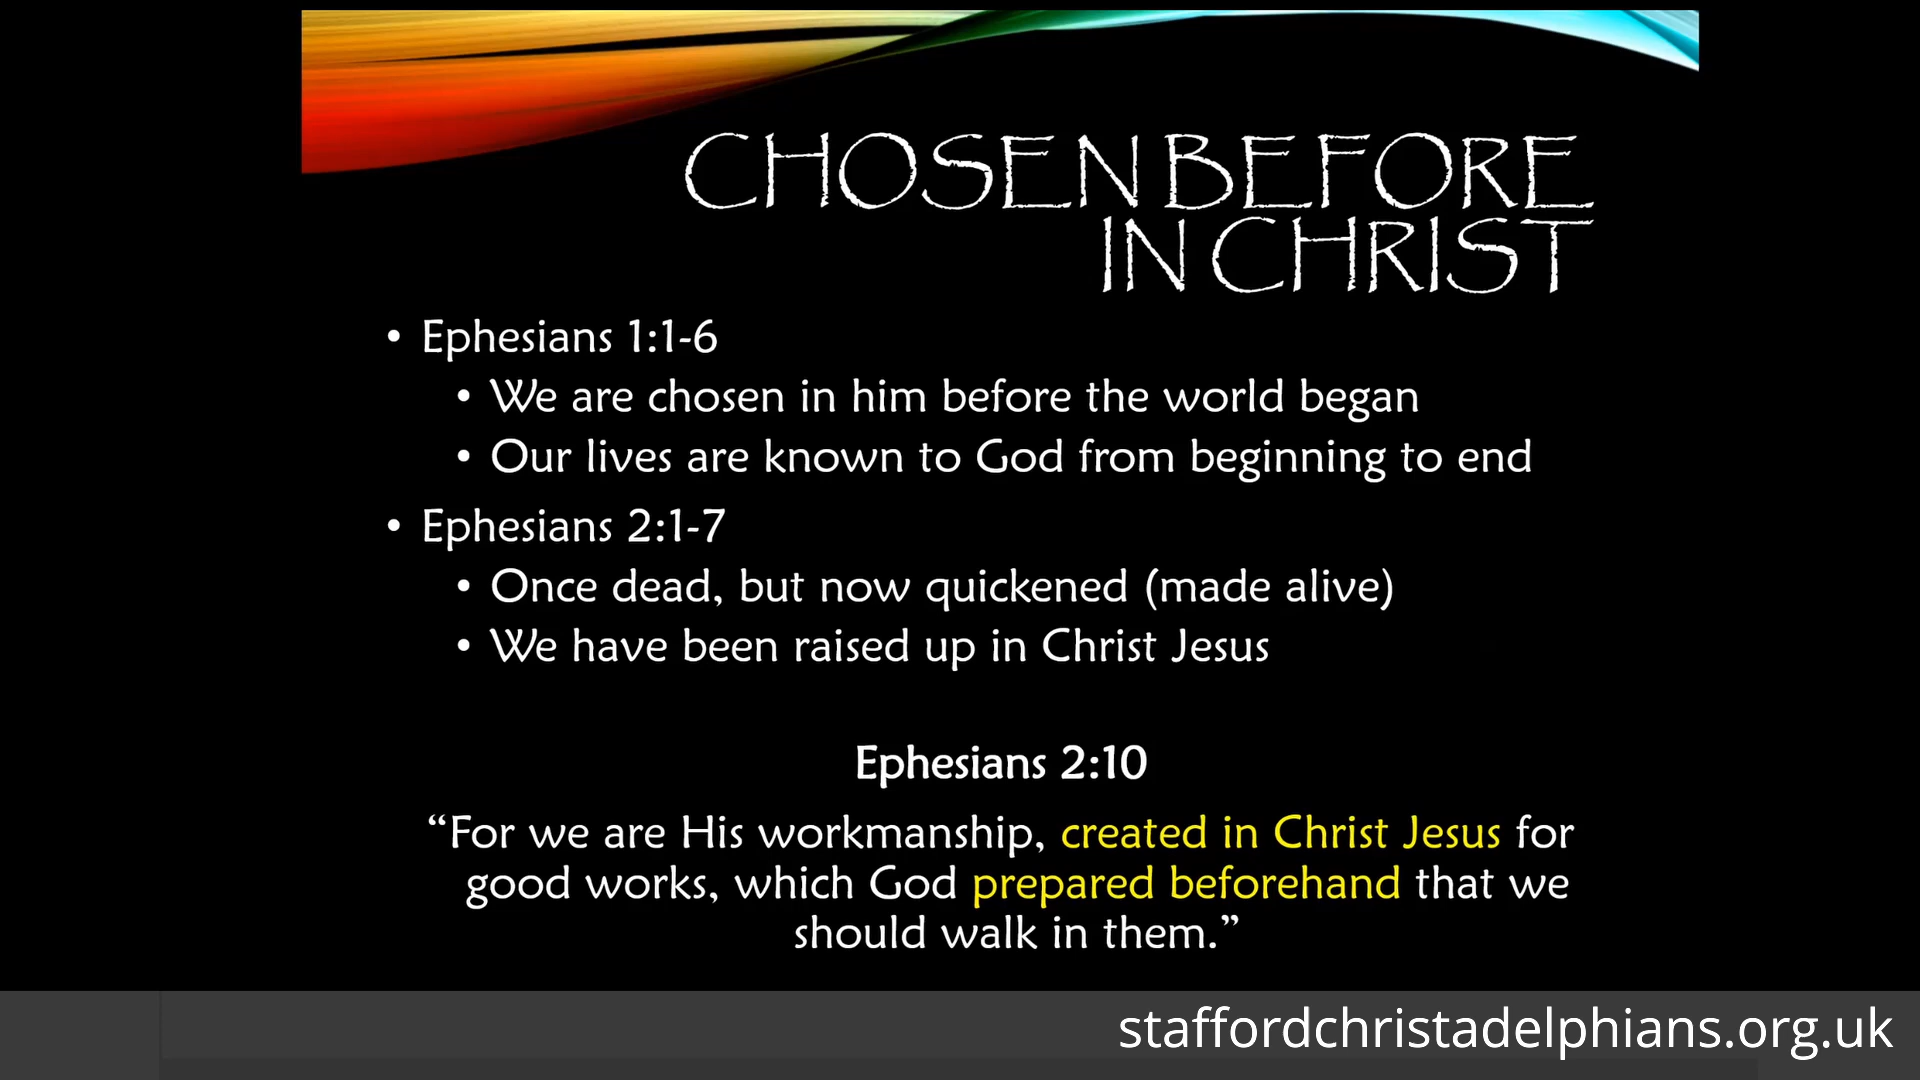 CHOSEN BEFORE
IN CHRIST
• Ephesians 1:1-6
• We are chosen in him before the world began
• Our lives are known to God from beginning to end
• Ephesians 2:1-7
• Once dead, but now quickened (made alive)
• We have been raised up in Christ Jesus
Ephesians 2:10
“For we are His workmanship, created in Christ Jesus for
good works, which God prepared beforehand that we
should walk in them.”
staffordchristadelphians.org.uk